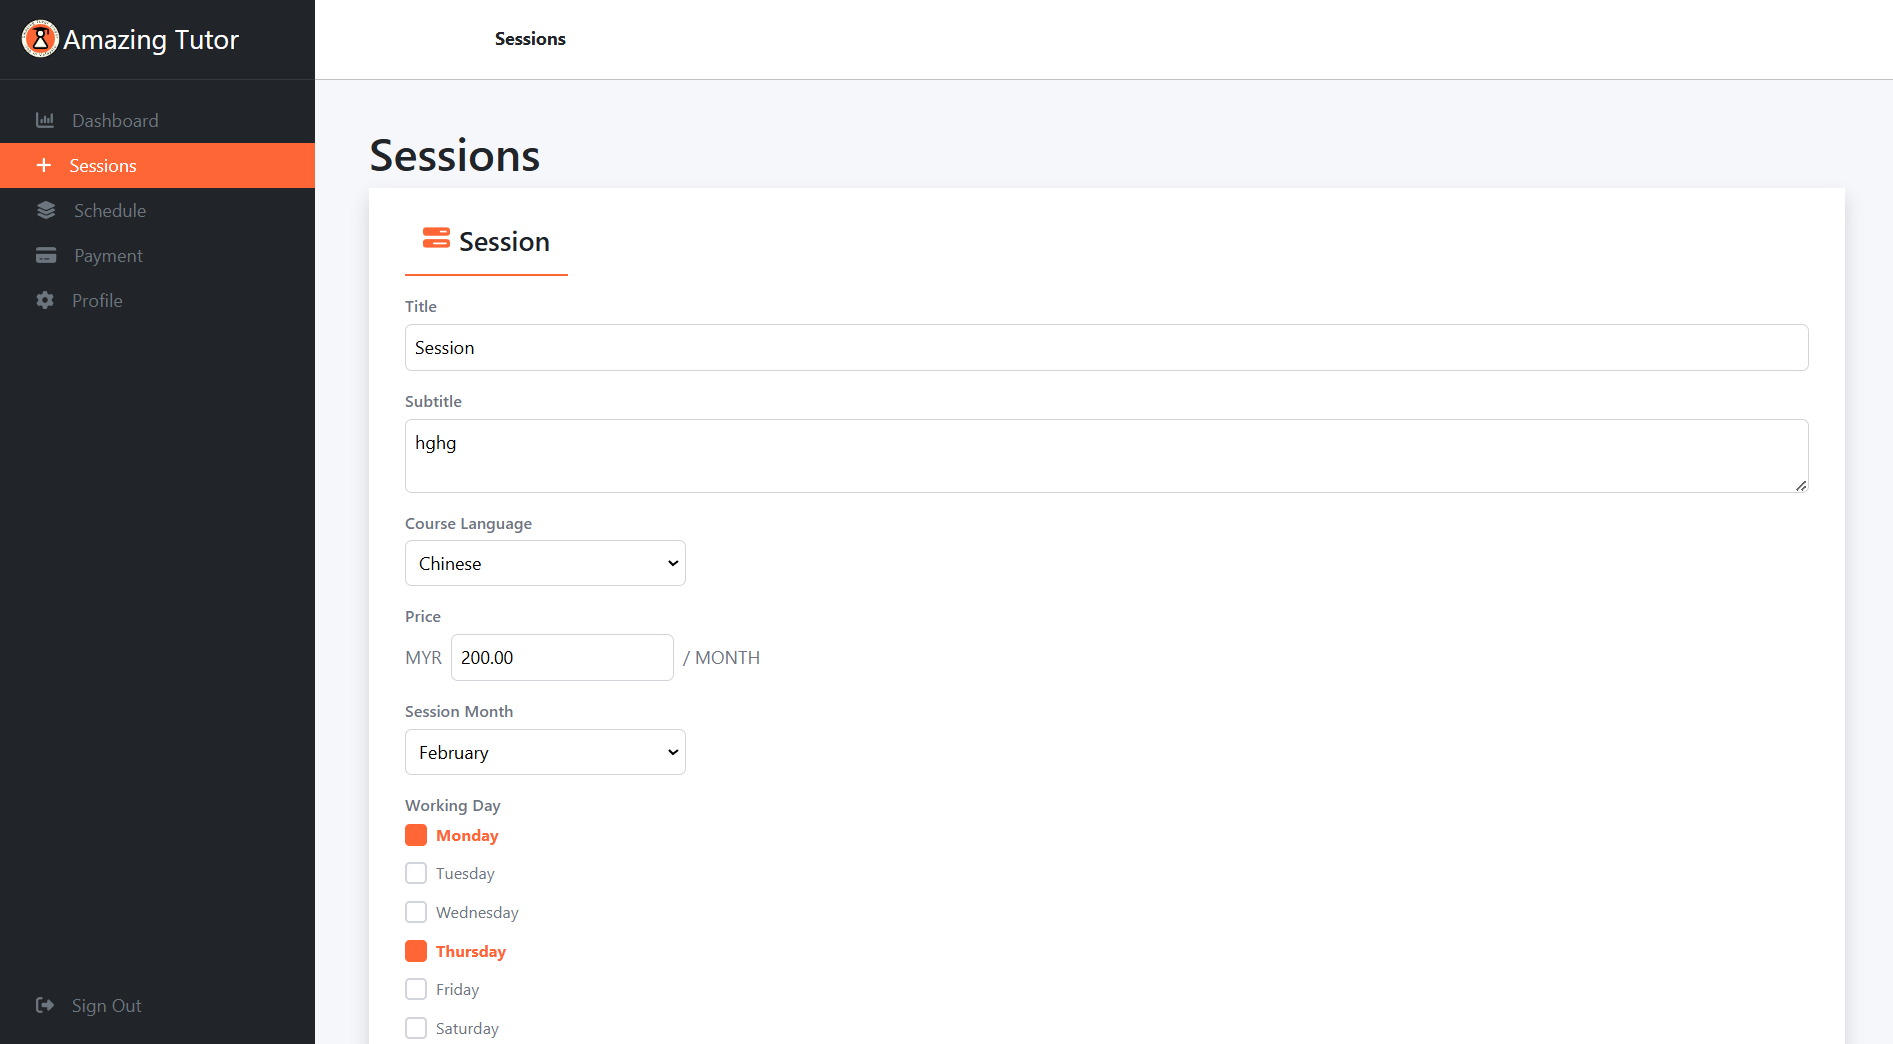 Amazing Tutor
Sessions
Dashboard
Sessions
Schedule
Payment
Profile
Sign Out
Sessions
Session
Title
Session
Subtitle
hghg
Course Language
Chinese
Price
MYR 200.00 / MONTH
Session Month
February
Working Day
Monday
Tuesday
Wednesday
Thursday
Friday
Saturday